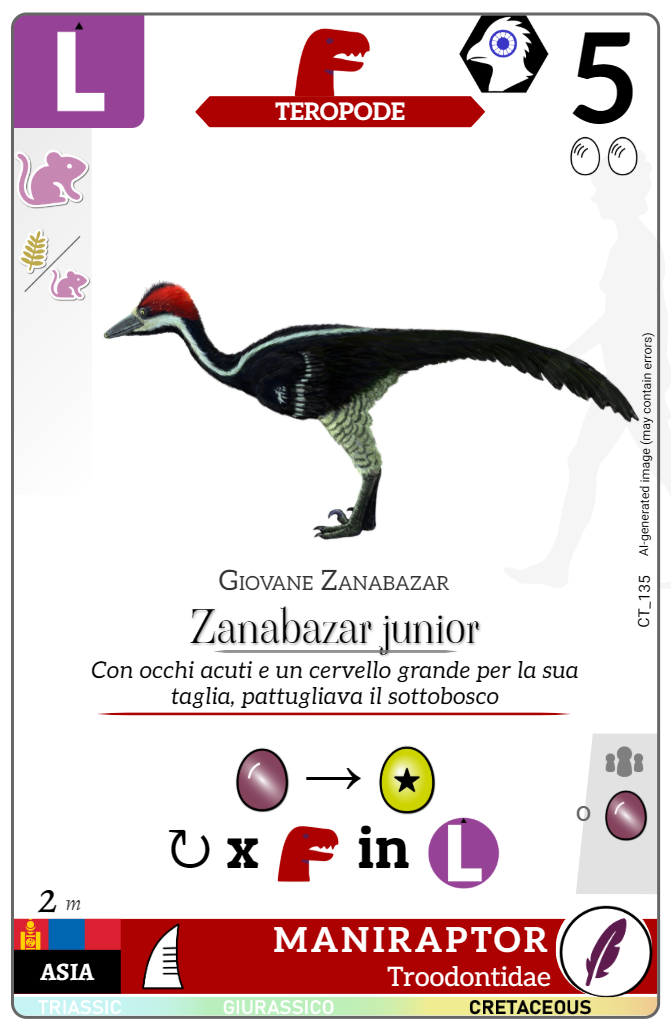 L
TEROPODE
5
AI-generated image (may contain errors)
CT_135
Giovane Zanabazar
Zanabazar junior
Con occhi acuti e un cervello grande per la sua
taglia, pattugliava il sottobosco
o
x in L
2 m
ASIA
MANIRAPTOR
Troodontidae
TRIASSIC GIURASSICO CRETACEOUS